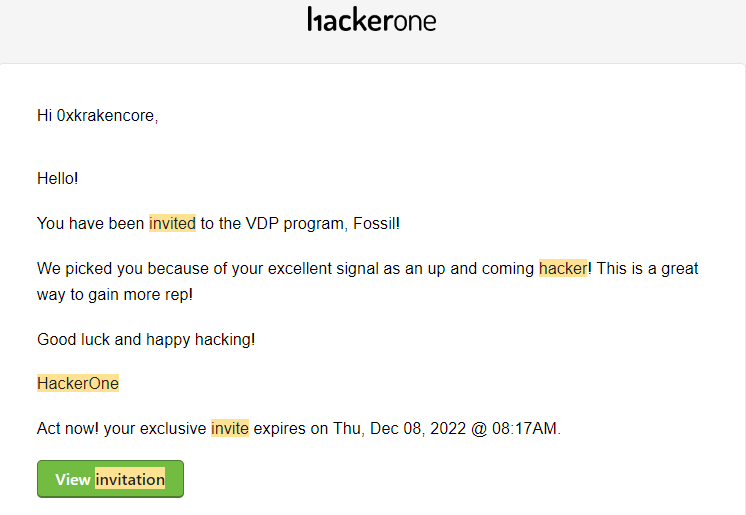 hackerone
Hi 0xkrakencore,
Hello!
You have been invited to the VDP program, Fossil!
We picked you because of your excellent signal as an up and coming hacker! This is a great
way to gain more rep!
Good luck and happy hacking!
HackerOne
Act now! your exclusive invite expires on Thu, Dec 08, 2022 @ 08:17AM.
View invitation